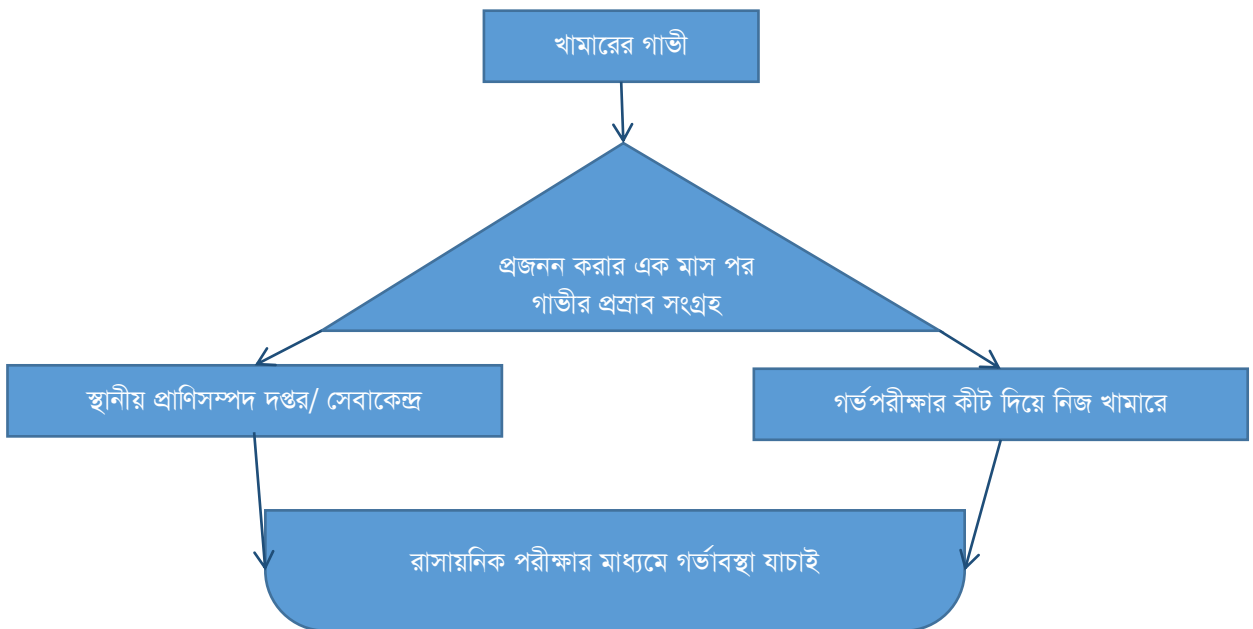 খামারের গাভী
প্রজনন করার এক মাস পর
গাভীর প্রস্রাব সংগ্রহ
স্থানীয় প্রাণিসম্পদ দপ্তর/ সেবাকেন্দ্র
গর্ভপরীক্ষার কীট দিয়ে নিজ খামারে
রাসায়নিক পরীক্ষার মাধ্যমে গর্ভাবস্থা যাচাই